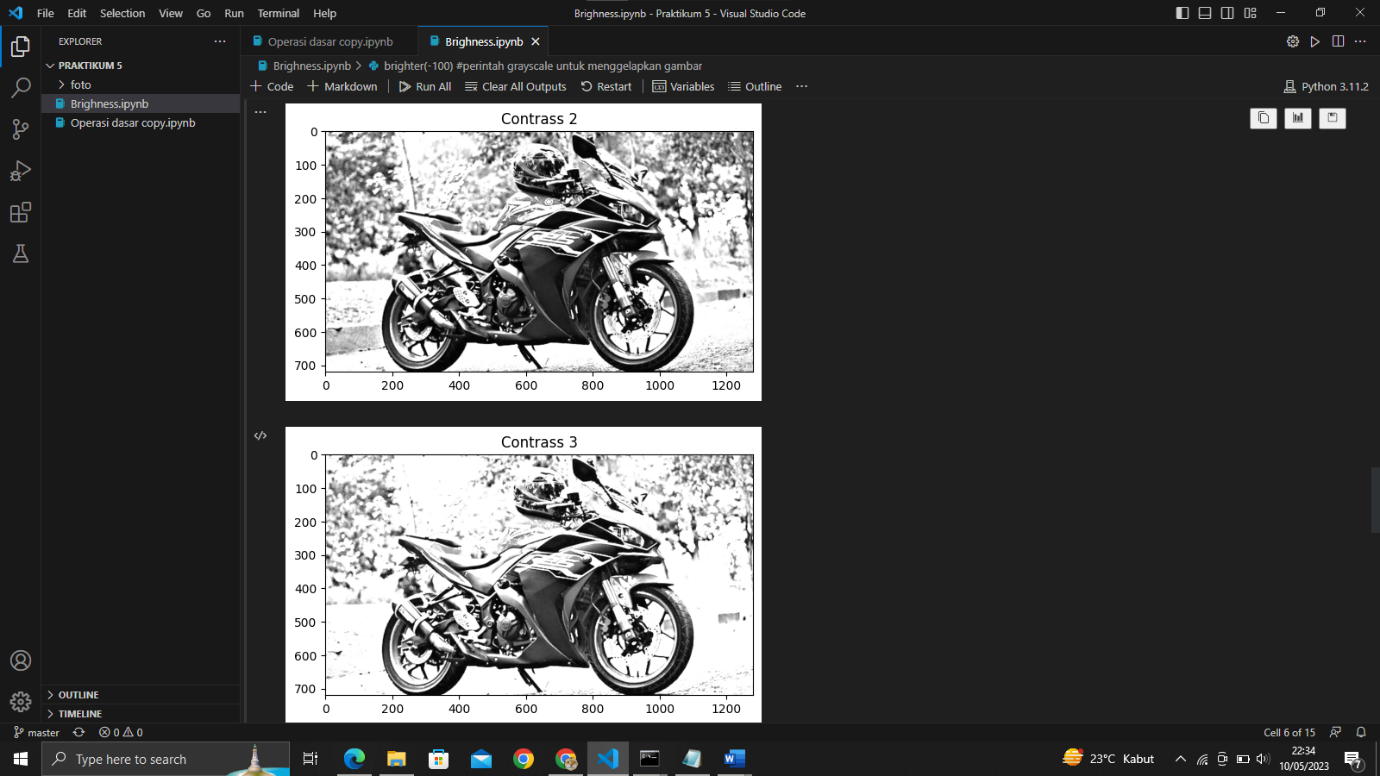 File Edit Selection View Go Run Terminal Help
Brighness.ipynb - Praktikum 5 - Visual Studio Code
EXPLORER
PRAKTIKUM 5
foto
Brighness.ipynb
Operasi dasar copy.ipynb
OUTLINE
TIMELINE
Operasi dasar copy.ipynb Brighness.ipynb
Brighness.ipynb > brighter(-100) #perintah grayscale untuk menggelapkan gambar
+ Code + Markdown Run All Clear All Outputs Restart Variables Outline ... Python 3.11.2
Contrass 2
0
100
200
300
400
500
600
700
0 200 400 600 800 1000 1200
Contrass 3
0
100
200
300
400
500
600
700
0 200 400 600 800 1000 1200
master 0 0 Cell 6 of 15
Type here to search
23°C Kabut
22:34
10/05/2023
7